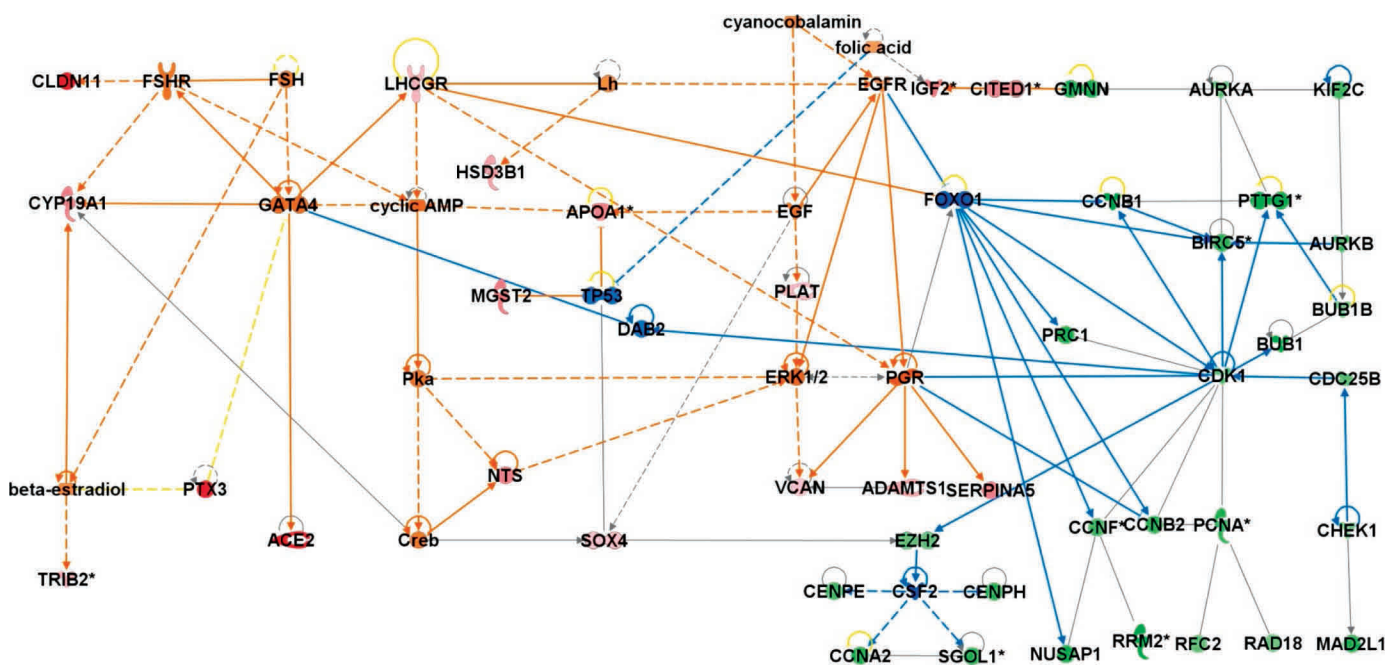 cyanocobalamin
folic acid
CLDN11 FSHR FSH LHCGR Lh EGFR IGF2* CITED1* GMNN AURKA KIF2C
HSD3B1
CYP19A1 GATA4 cyclic AMP APOA1* EGF FOXO1 CCNB1 PTTG1*
BIRC5* AURKB
MGST2 TP53 PLAT
DAB2 PRC1 BUB1 BUB1B
Pka ERK1/2 PGR CDK1 CDC25B
beta-estradiol PTX3 NTS VCAN ADAMTS1 SERPINA5
ACE2 Creb SOX4 EZH2 CCNF* CCNB2 PCNA* CHEK1
TRIB2* CENPE CSF2 CENPH
CCNA2 SGOL1* NUSAP1 RRM2* RFC2 RAD18 MAD2L1